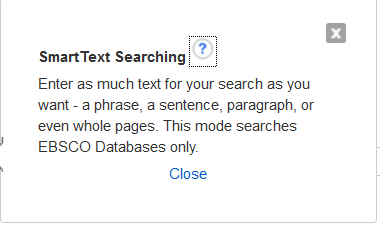 SmartText Searching ?
x
Enter as much text for your search as you
want - a phrase, a sentence, paragraph, or
even whole pages. This mode searches
EBSCO Databases only.
Close